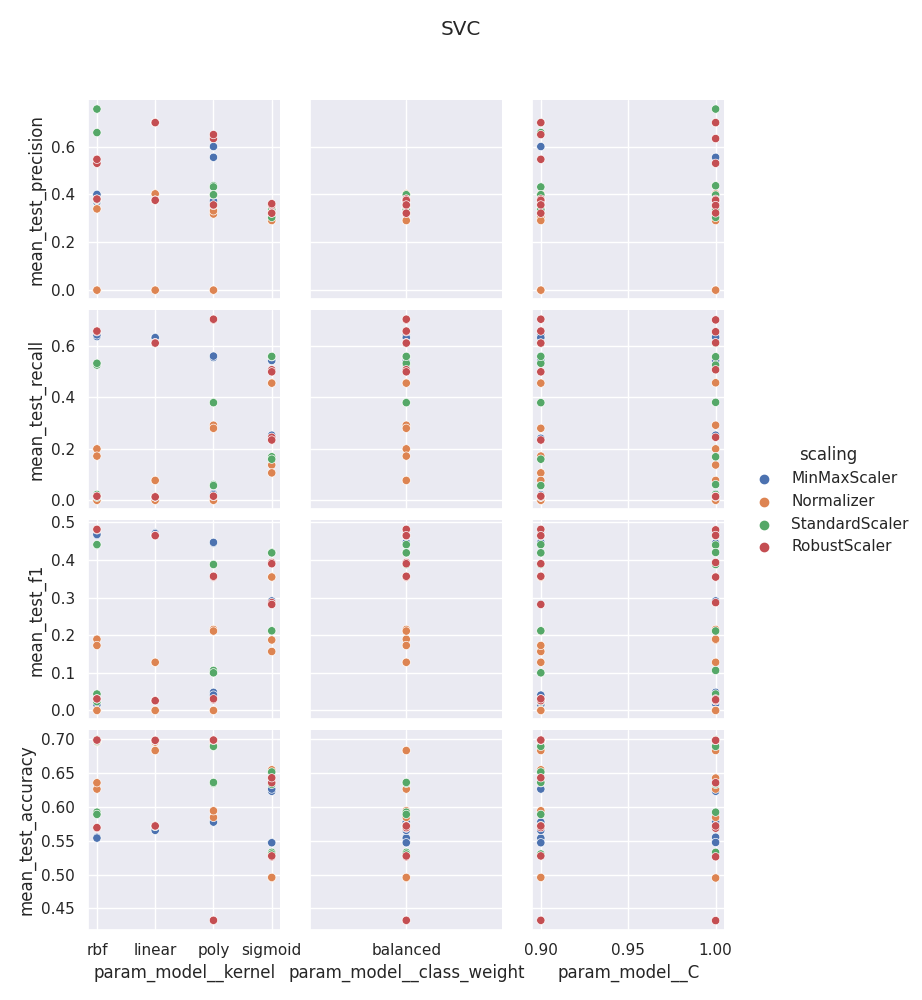 SVC
mean_test_precision
0.6
0.4
0.2
0.0
mean_test_recall
0.6
0.4
0.2
0.0
mean_test_f1
0.5
0.4
0.3
0.2
0.1
0.0
mean_test_accuracy
0.70
0.65
0.60
0.55
0.50
0.45
rbf linear poly sigmoid
param_model__kernel
balanced
param_model__class_weight
0.90 0.95 1.00
param_model__C
scaling
MinMaxScaler
Normalizer
StandardScaler
RobustScaler